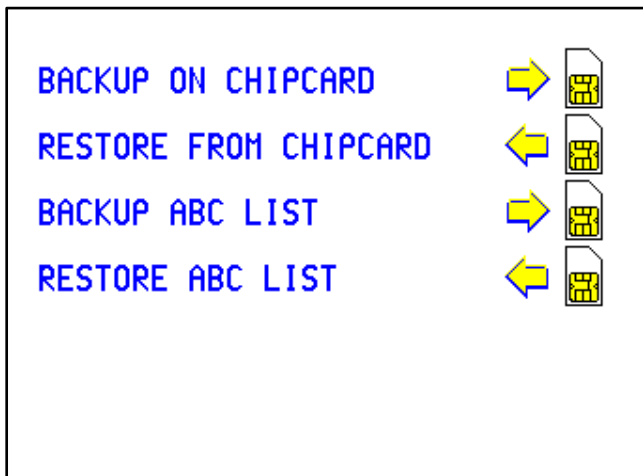 BACKUP ON CHIPCARD
RESTORE FROM CHIPCARD
BACKUP ABC LIST
RESTORE ABC LIST